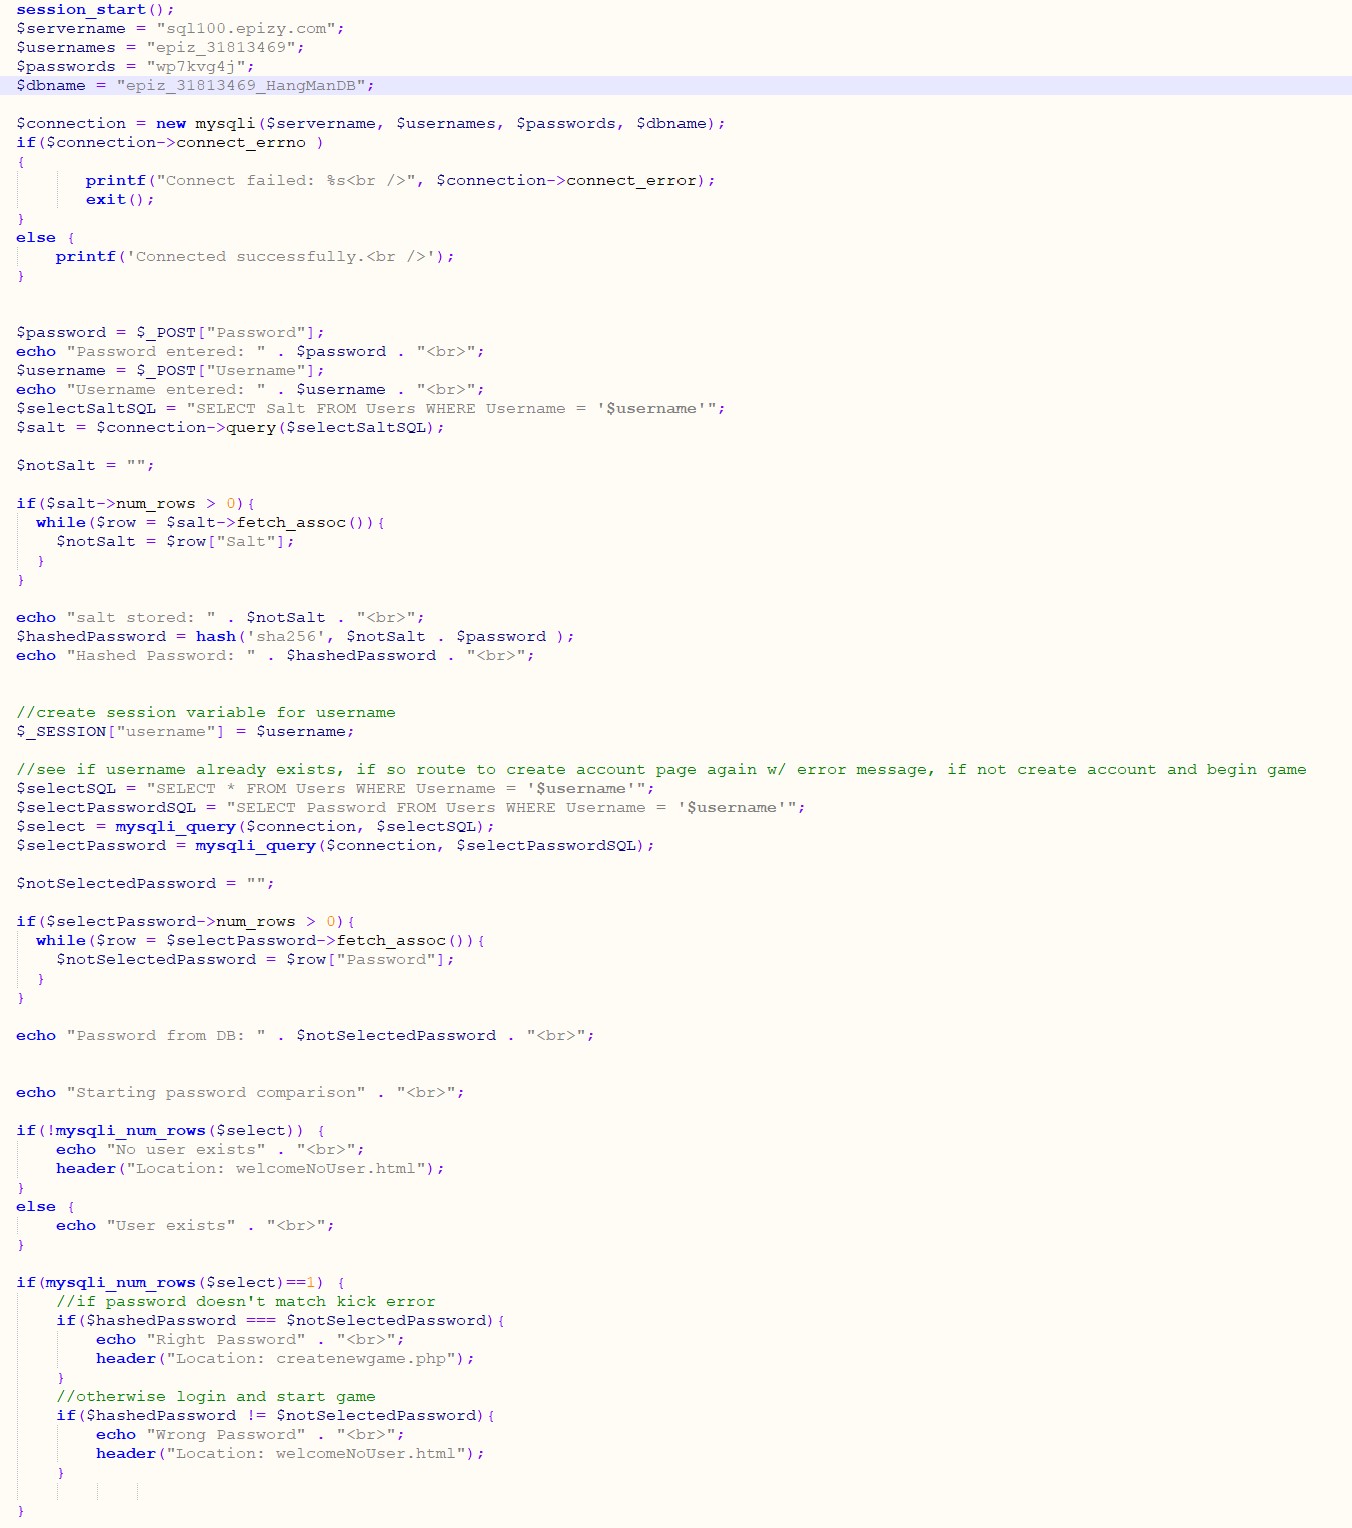 session_start();
$servername = "sql100.epizy.com";
$usernames = "epiz_31813469";
$passwords = "wp7kvg4j";
$dbname = "epiz_31813469_HangManDB";
$connection = new mysqli($servername, $usernames, $passwords, $dbname);
if($connection->connect_errno )
{
printf("Connect failed: %s<br />", $connection->connect_error);
exit();
}
else {
printf('Connected successfully.<br />');
}
$password = $_POST["Password"];
echo "Password entered: " . $password . "<br>";
$username = $_POST["Username"];
echo "Username entered: " . $username . "<br>";
$selectSaltSQL = "SELECT Salt FROM Users WHERE Username = '$username'";
$salt = $connection->query($selectSaltSQL);
$notSalt = "";
if($salt->num_rows > 0){
while($row = $salt->fetch_assoc()){
$notSalt = $row["Salt"];
}
}
echo "salt stored: " . $notSalt . "<br>";
$hashedPassword = hash('sha256', $notSalt . $password );
echo "Hashed Password: " . $hashedPassword . "<br>";
//create session variable for username
$_SESSION["username"] = $username;
//see if username already exists, if so route to create account page again w/ error message, if not create account and begin game
$selectSQL = "SELECT * FROM Users WHERE Username = '$username'";
$selectPasswordSQL = "SELECT Password FROM Users WHERE Username = '$username'";
$select = mysqli_query($connection, $selectSQL);
$selectPassword = mysqli_query($connection, $selectPasswordSQL);
$notSelectedPassword = "";
if($selectPassword->num_rows > 0){
while($row = $selectPassword->fetch_assoc()){
$notSelectedPassword = $row["Password"];
}
}
echo "Password from DB: " . $notSelectedPassword . "<br>";
echo "Starting password comparison" . "<br>";
if(!mysqli_num_rows($select)) {
echo "No user exists" . "<br>";
header("Location: welcomeNoUser.html");
}
else {
echo "User exists" . "<br>";
}
if(mysqli_num_rows($select)==1) {
//if password doesn't match kick error
if($hashedPassword === $notSelectedPassword){
echo "Right Password" . "<br>";
header("Location: createnewgame.php");
}
//otherwise login and start game
if($hashedPassword != $notSelectedPassword){
echo "Wrong Password" . "<br>";
header("Location: welcomeNoUser.html");
}
}